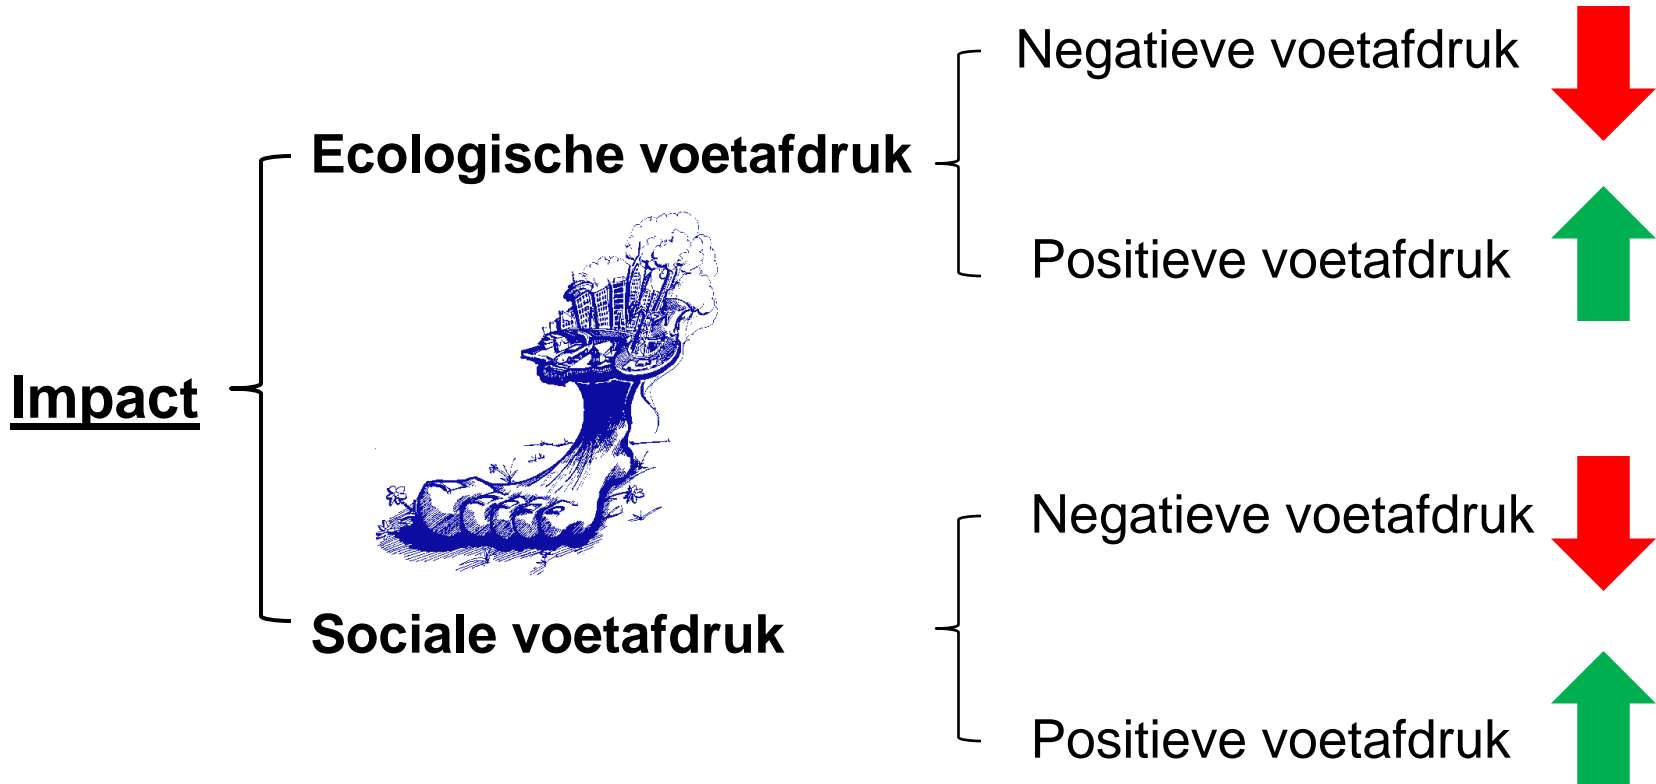 Negatieve voetafdruk
Ecologische voetafdruk
Positieve voetafdruk
Impact
Negatieve voetafdruk
Sociale voetafdruk
Positieve voetafdruk